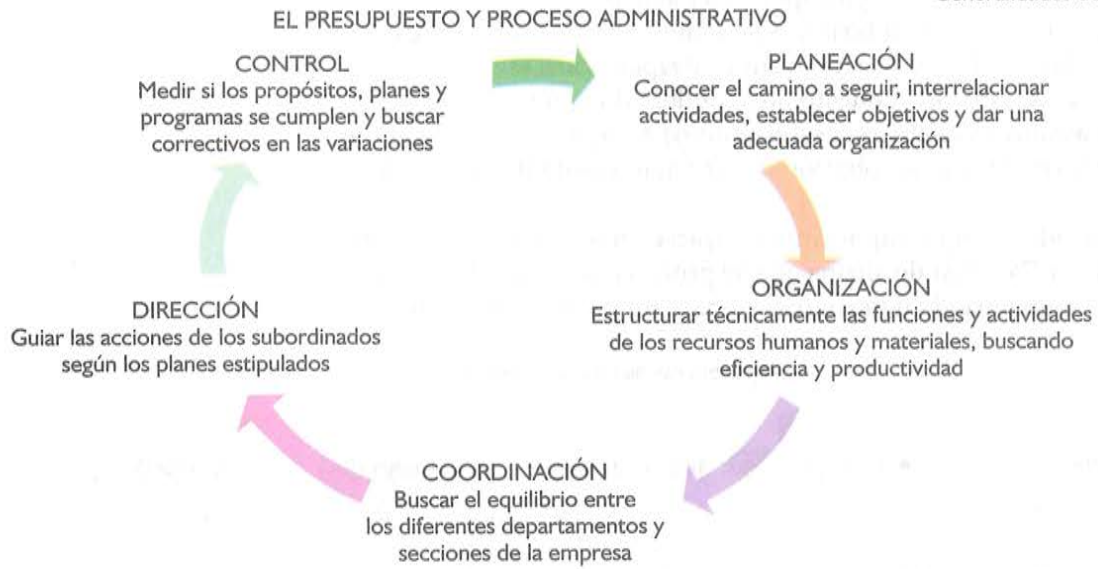 EL PRESUPUESTO Y PROCESO ADMINISTRATIVO
CONTROL
Medir si los propósitos, planes y
programas se cumplen y buscar
correctivos en las variaciones
PLANEACIÓN
Conocer el camino a seguir, interrelacionar
actividades, establecer objetivos y dar una
adecuada organización
ORGANIZACIÓN
Estructurar técnicamente las funciones y actividades
de los recursos humanos y materiales, buscando
eficiencia y productividad
COORDINACIÓN
Buscar el equilibrio entre
los diferentes departamentos y
secciones de la empresa
DIRECCIÓN
Guiar las acciones de los subordinados
según los planes estipulados